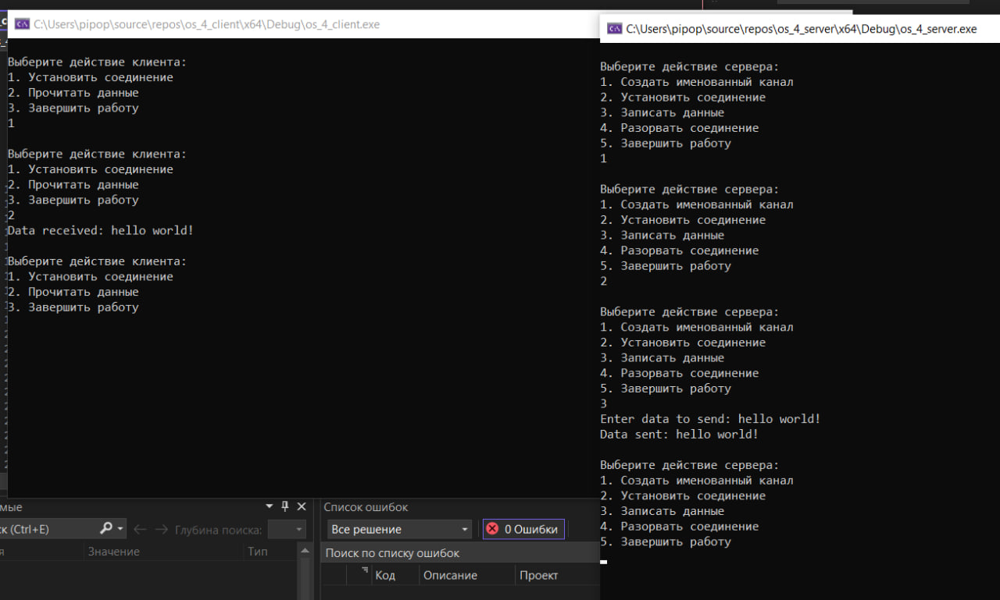 C:\Users\pipop\source\repos\os_4_client\x64\Debug\os_4_client.exe
Выберите действие клиента:
1. Установить соединение
2. Прочитать данные
3. Завершить работу
1
Выберите действие клиента:
1. Установить соединение
2. Прочитать данные
3. Завершить работу
2
Data received: hello world!
Выберите действие клиента:
1. Установить соединение
2. Прочитать данные
3. Завершить работу
C:\Users\pipop\source\repos\os_4_server\x64\Debug\os_4_server.exe
Выберите действие сервера:
1. Создать именованный канал
2. Установить соединение
3. Записать данные
4. Разорвать соединение
5. Завершить работу
1
Выберите действие сервера:
1. Создать именованный канал
2. Установить соединение
3. Записать данные
4. Разорвать соединение
5. Завершить работу
2
Выберите действие сервера:
1. Создать именованный канал
2. Установить соединение
3. Записать данные
4. Разорвать соединение
5. Завершить работу
3
Enter data to send: hello world!
Data sent: hello world!
Выберите действие сервера:
1. Создать именованный канал
2. Установить соединение
3. Записать данные
4. Разорвать соединение
5. Завершить работу
мые
ск (Ctrl+E)
Глубина поиска:
я
Значение
Тип
Список ошибок
Все решение
0 Ошибки
Поиск по списку ошибок
Код
Описание
Проект